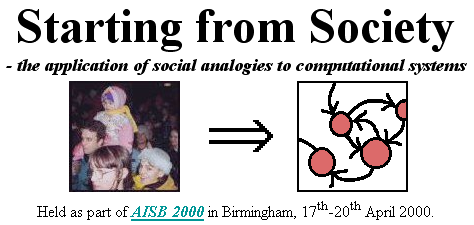 Starting from Society
- the application of social analogies to computational systems
Held as part of AISB 2000 in Birmingham, 17th-20th April 2000.